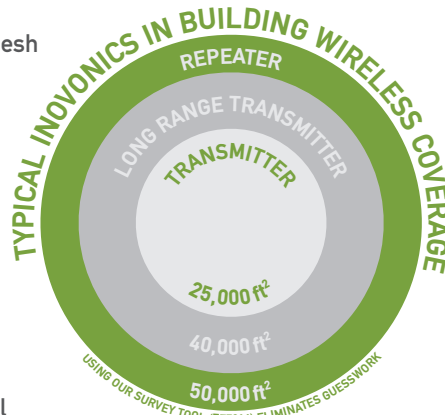 esh
TYPICAL INOVONICS IN BUILDING WIRELESS COVERAGE
REPEATER
LONG RANGE TRANSMITTER
TRANSMITTER
25,000 ft²
40,000 ft²
50,000 ft²
USING OUR SURVEY TOOL ELIMINATES GUESSWORK
l